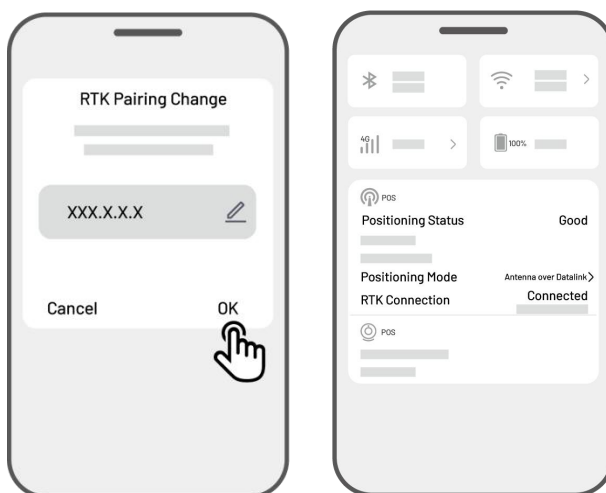 RTK Pairing Change
XXX.X.X.X
Cancel OK
4G
100%
POS
Positioning Status Good
Positioning Mode Antenna over Datalink
RTK Connection Connected
POS